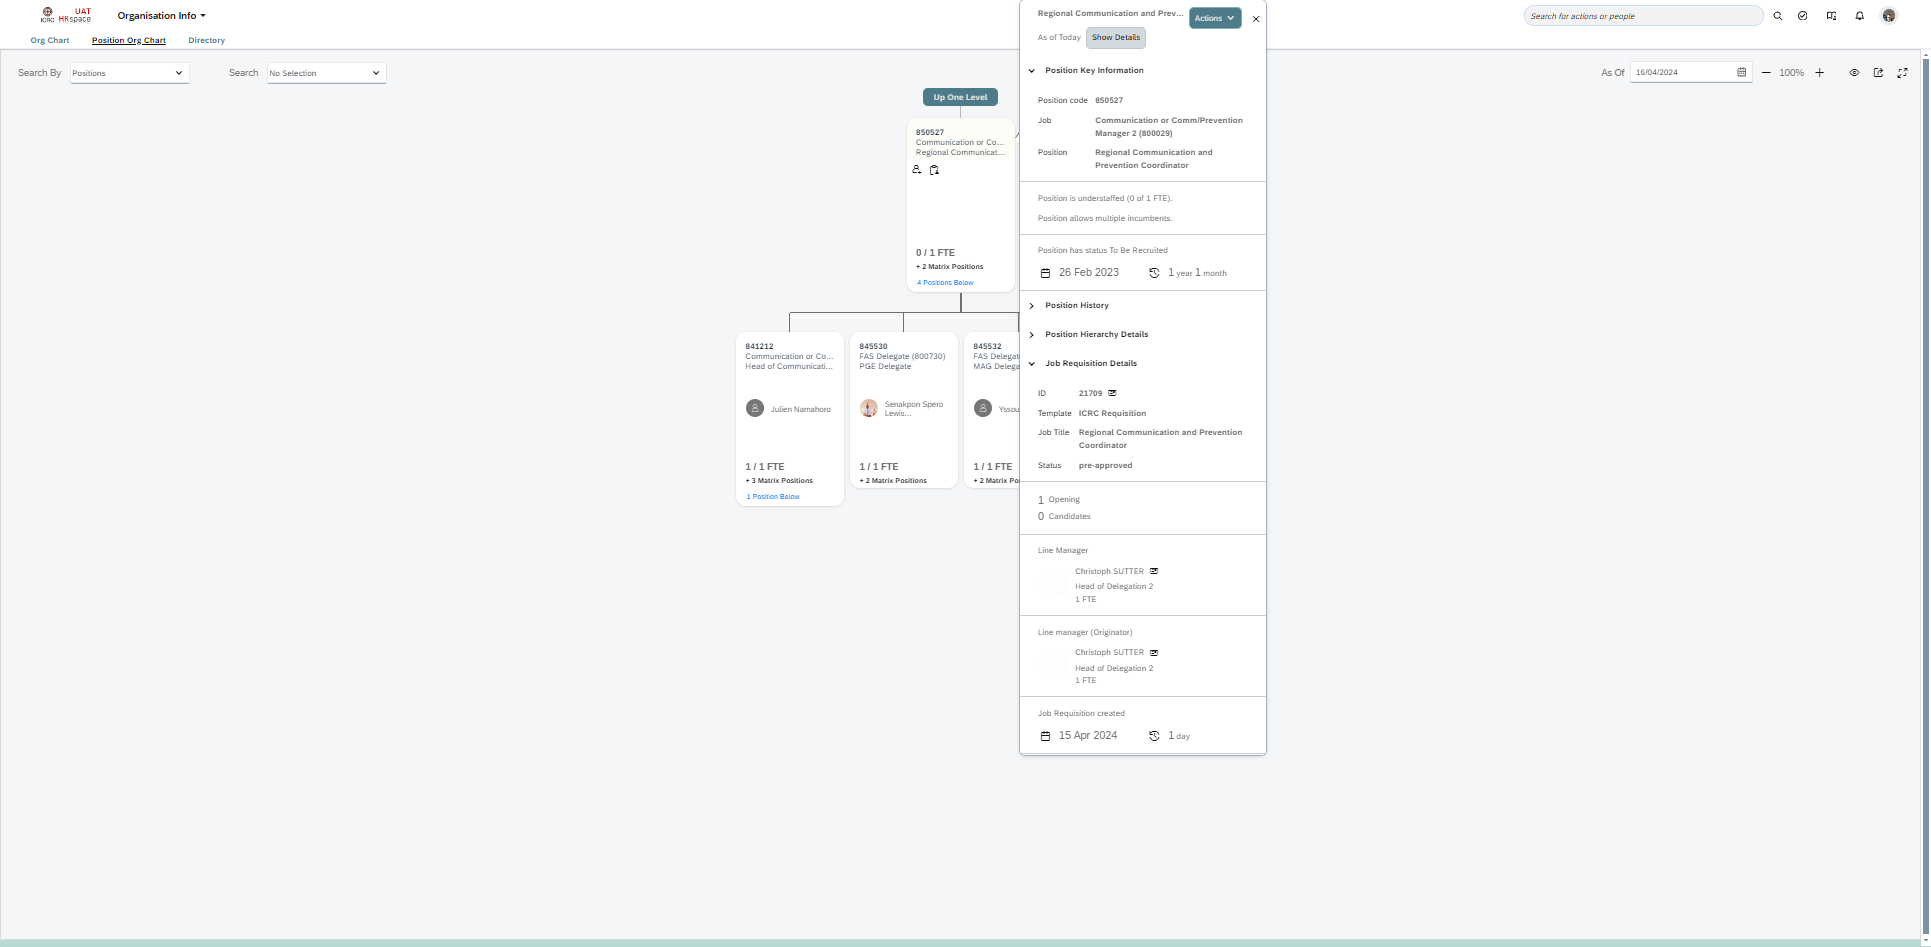 ICRC
UAT
HRspace
Organisation Info
Search for actions or people
Org Chart
Position Org Chart
Directory
Search By
Positions
Search
No Selection
As Of
16/04/2024
100%
Up One Level
850527
Communication or Co...
Regional Communicat...
0 / 1 FTE
+ 2 Matrix Positions
4 Positions Below
841212
Communication or Co...
Head of Communicati...
Julien Namahoro
1 / 1 FTE
+ 3 Matrix Positions
1 Position Below
845530
FAS Delegate (800730)
PGE Delegate
Senakpon Spero
Lewis...
1 / 1 FTE
+ 2 Matrix Positions
845532
FAS Delegat
MAG Delega
Yssou
1 / 1 FTE
+ 2 Matrix Po
Regional Communication and Prev...
Actions
As of Today
Show Details
Position Key Information
Position code 850527
Job Communication or Comm/Prevention
Manager 2 (800029)
Position Regional Communication and
Prevention Coordinator
Position is understaffed (0 of 1 FTE).
Position allows multiple incumbents.
Position has status To Be Recruited
26 Feb 2023 1 year 1 month
Position History
Position Hierarchy Details
Job Requisition Details
ID 21709
Template ICRC Requisition
Job Title Regional Communication and Prevention
Coordinator
Status pre-approved
1 Opening
0 Candidates
Line Manager
Christoph SUTTER
Head of Delegation 2
1 FTE
Line manager (Originator)
Christoph SUTTER
Head of Delegation 2
1 FTE
Job Requisition created
15 Apr 2024 1 day